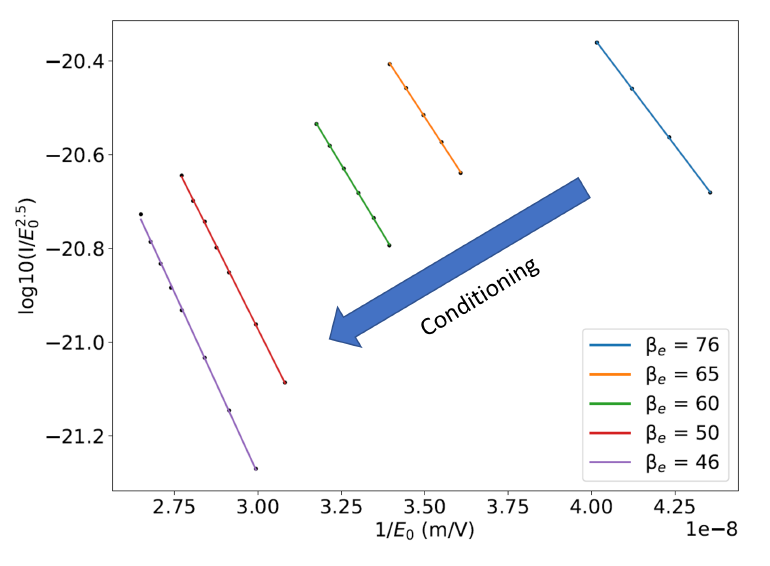 −20.4
−20.6
−20.8
−21.0
−21.2
log10(I/E₀²·⁵)
Conditioning
βₑ = 76
βₑ = 65
βₑ = 60
βₑ = 50
βₑ = 46
2.75 3.00 3.25 3.50 3.75 4.00 4.25
1e−8
1/E₀ (m/V)